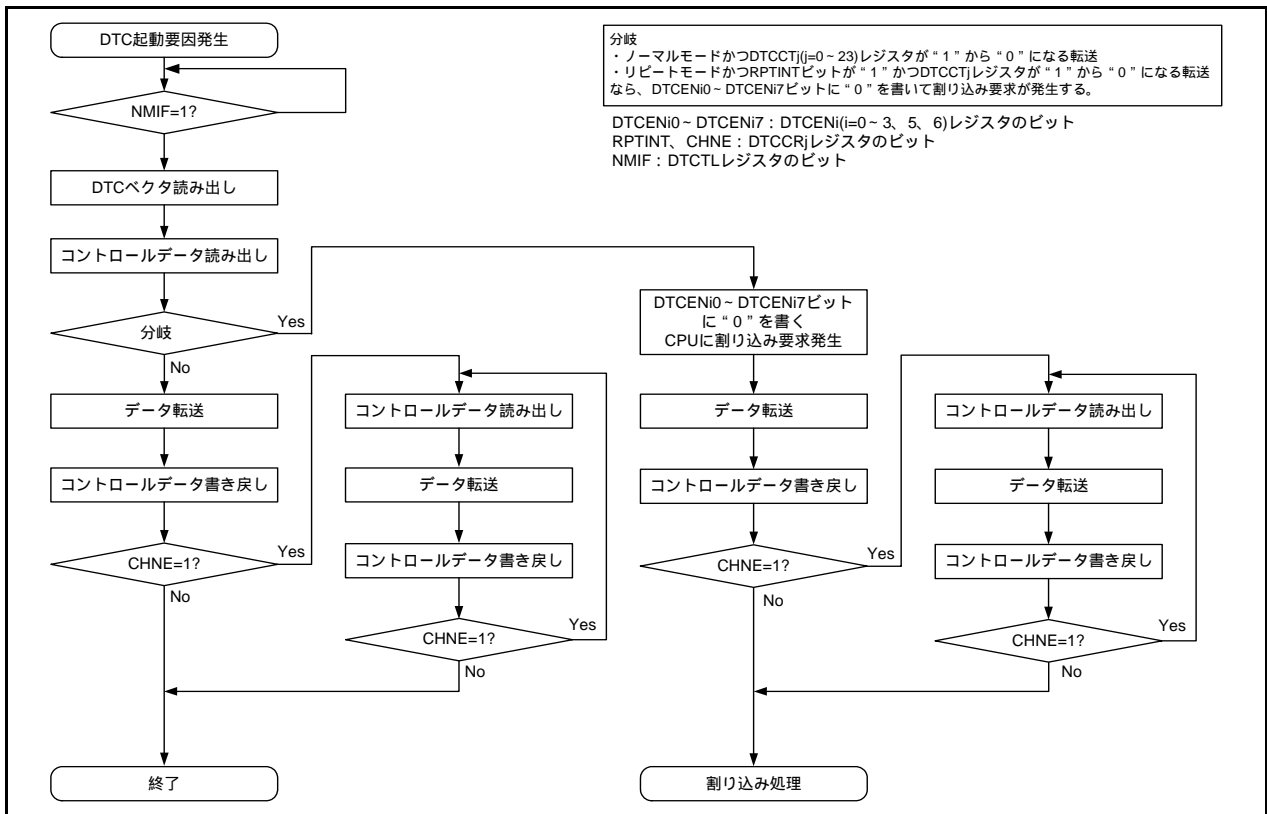 DTC起動要因発生
NMIF=1?
DTCベクタ読み出し
コントロールデータ読み出し
分岐
Yes
No
データ転送
コントロールデータ書き戻し
CHNE=1?
Yes
No
終了
コントロールデータ読み出し
データ転送
コントロールデータ書き戻し
CHNE=1?
Yes
No
分岐
・ノーマルモードかつDTCCTj(j=0~23)レジスタが“1”から“0”になる転送
・リピートモードかつRPTINTビットが“1”かつDTCCTjレジスタが“1”から“0”になる転送
なら、DTCENi0~DTCENi7ビットに“0”を書いて割り込み要求が発生する。
DTCENi0~DTCENi7:DTCENi(i=0~3、5、6)レジスタのビット
RPTINT、CHNE:DTCCRjレジスタのビット
NMIF:DTCTLレジスタのビット
DTCENi0~DTCENi7ビット
に“0”を書く
CPUに割り込み要求発生
データ転送
コントロールデータ書き戻し
CHNE=1?
Yes
No
割り込み処理
コントロールデータ読み出し
データ転送
コントロールデータ書き戻し
CHNE=1?
Yes
No